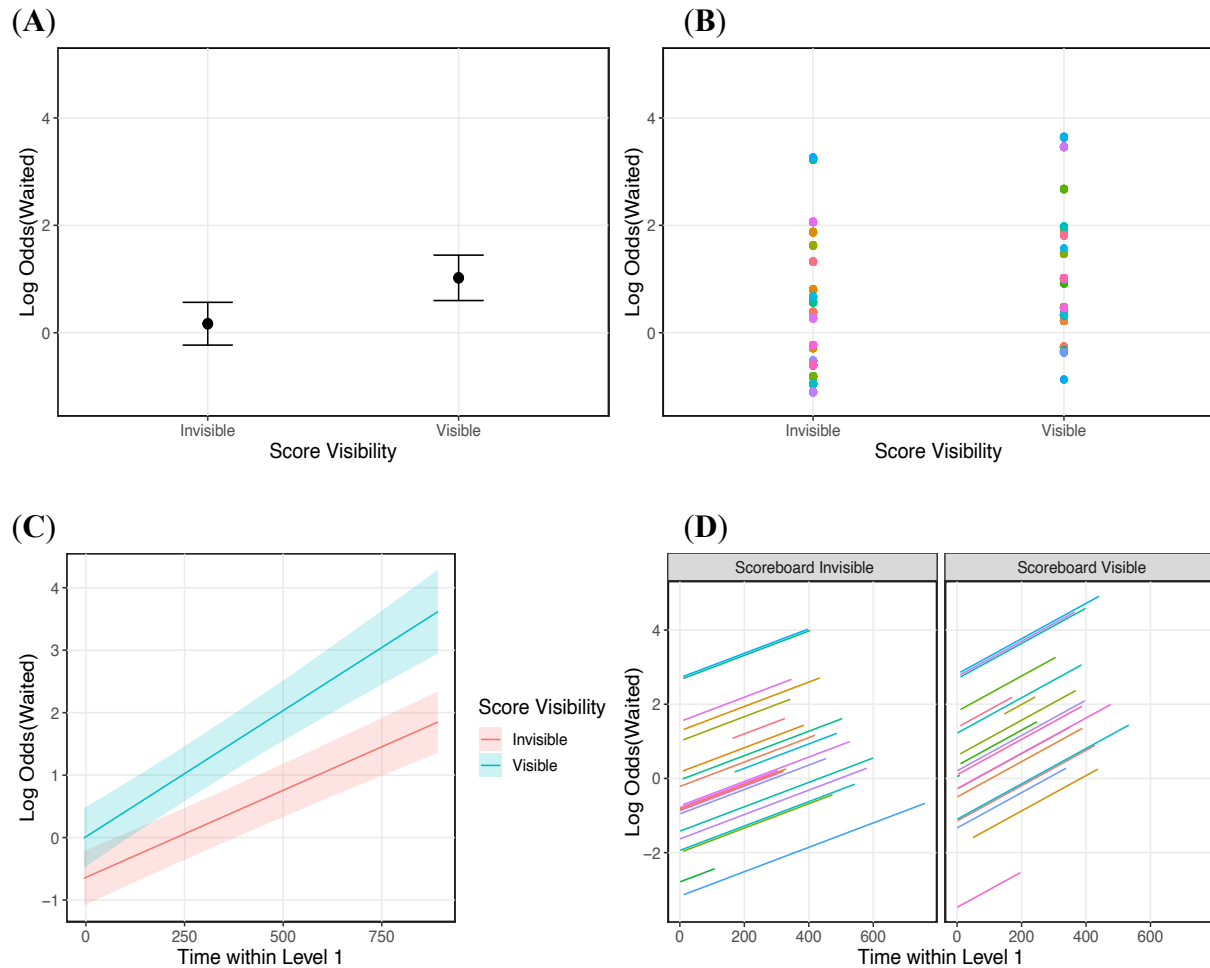 (A)
Log Odds(Waited)
4
2
0
Invisible
Visible
Score Visibility
(B)
Log Odds(Waited)
4
2
0
Invisible
Visible
Score Visibility
(C)
Log Odds(Waited)
4
3
2
1
0
−1
0
250
500
750
Time within Level 1
Score Visibility
Invisible
Visible
(D)
Scoreboard Invisible
Scoreboard Visible
Log Odds(Waited)
4
2
0
−2
0
200
400
600
0
200
400
600
Time within Level 1